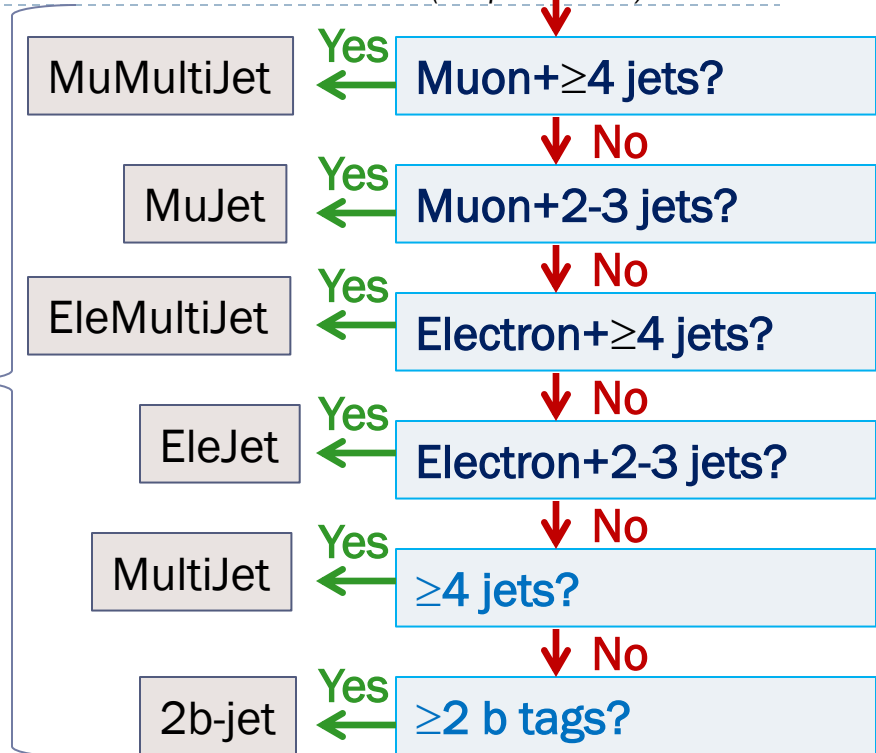 Yes
MuMultiJet
Muon+≥4 jets?
No
Yes
MuJet
Muon+2-3 jets?
No
Yes
EleMultiJet
Electron+≥4 jets?
No
Yes
EleJet
Electron+2-3 jets?
No
Yes
MultiJet
≥4 jets?
No
Yes
2b-jet
≥2 b tags?